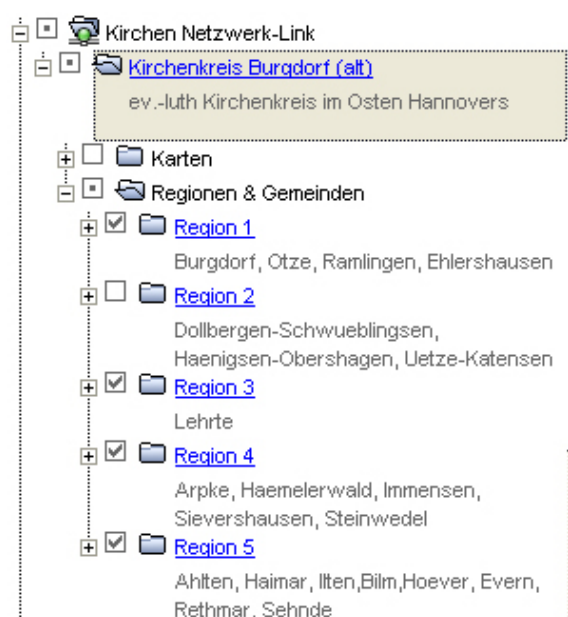 Kirchen Netzwerk-Link
Kirchenkreis Burgdorf (alt)
ev.-luth Kirchenkreis im Osten Hannovers
Karten
Regionen & Gemeinden
Region 1
Burgdorf, Otze, Ramlingen, Ehlershausen
Region 2
Dollbergen-Schwueblingsen,
Haenigsen-Obershagen, Uetze-Katensen
Region 3
Lehrte
Region 4
Arpke, Haemelerwald, Immensen,
Sievershausen, Steinwedel
Region 5
Ahlten, Haimar, Ilten,Bilm,Hoever, Evern,
Rethmar, Sehnde